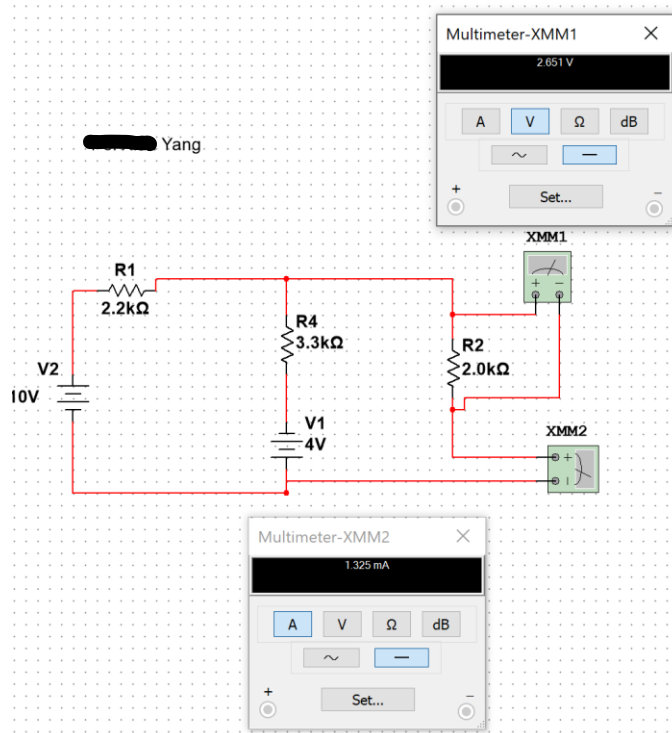 Multimeter-XMM1
2.651 V
A V Ω dB
~ —
+ Set... -
Yang
XMM1
+ -
R1
2.2kΩ
R4
3.3kΩ
R2
2.0kΩ
V2
10V
V1
4V
XMM2
+
Multimeter-XMM2
1.325 mA
A V Ω dB
~ —
+ Set... -